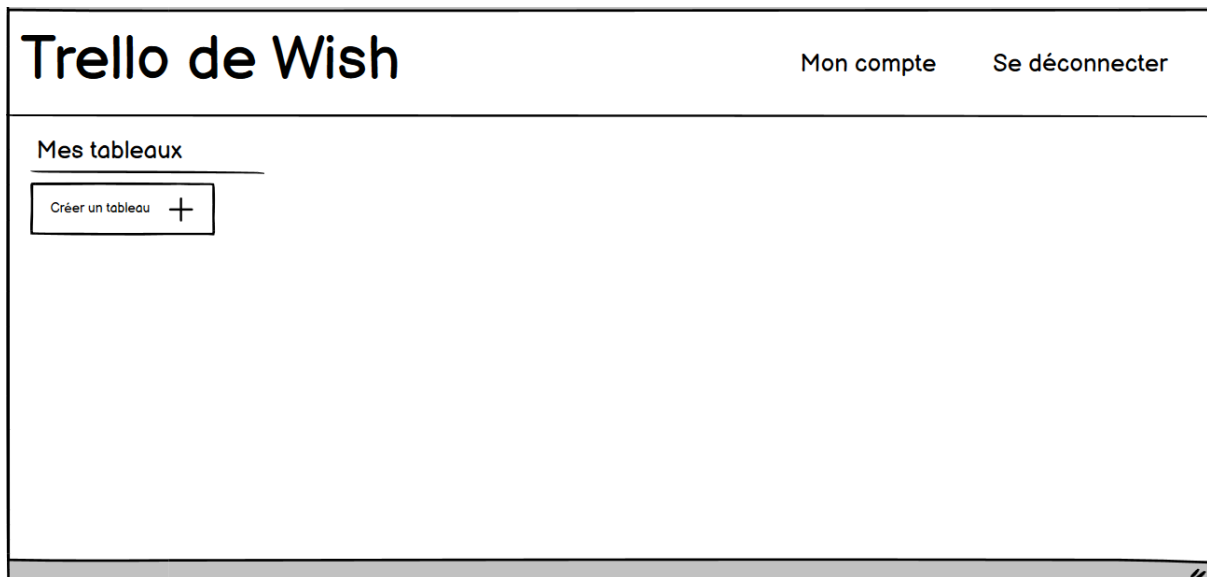 Trello de Wish
Mon compte Se déconnecter
Mes tableaux
Créer un tableau